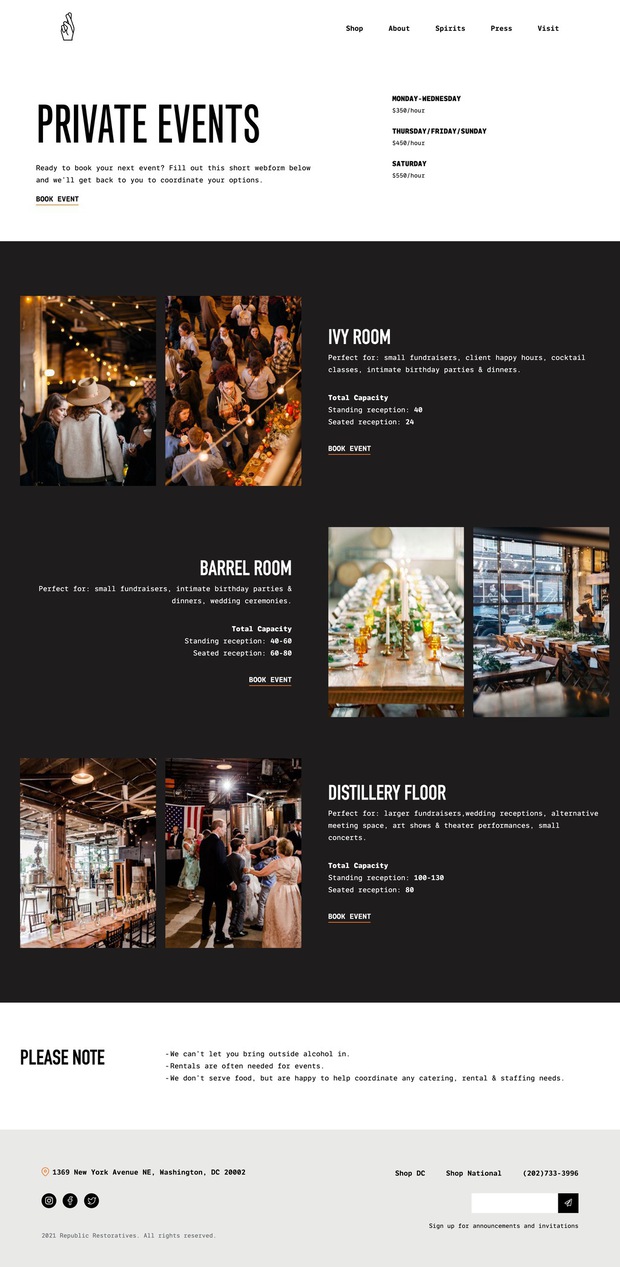 Shop About Spirits Press Visit
PRIVATE EVENTS
Ready to book your next event? Fill out this short webform below
and we'll get back to you to coordinate your options.
BOOK EVENT
MONDAY-WEDNESDAY
$350/hour
THURSDAY/FRIDAY/SUNDAY
$450/hour
SATURDAY
$550/hour
IVY ROOM
Perfect for: small fundraisers, client happy hours, cocktail
classes, intimate birthday parties & dinners.
Total Capacity
Standing reception: 40
Seated reception: 24
BOOK EVENT
BARREL ROOM
Perfect for: small fundraisers, intimate birthday parties &
dinners, wedding ceremonies.
Total Capacity
Standing reception: 40-60
Seated reception: 60-80
BOOK EVENT
DISTILLERY FLOOR
Perfect for: larger fundraisers,wedding receptions, alternative
meeting space, art shows & theater performances, small
concerts.
Total Capacity
Standing reception: 100-130
Seated reception: 80
BOOK EVENT
PLEASE NOTE
-We can't let you bring outside alcohol in.
-Rentals are often needed for events.
-We don't serve food, but are happy to help coordinate any catering, rental & staffing needs.
1369 New York Avenue NE, Washington, DC 20002
Shop DC Shop National (202)733-3996
Sign up for announcements and invitations
2021 Republic Restoratives. All rights reserved.